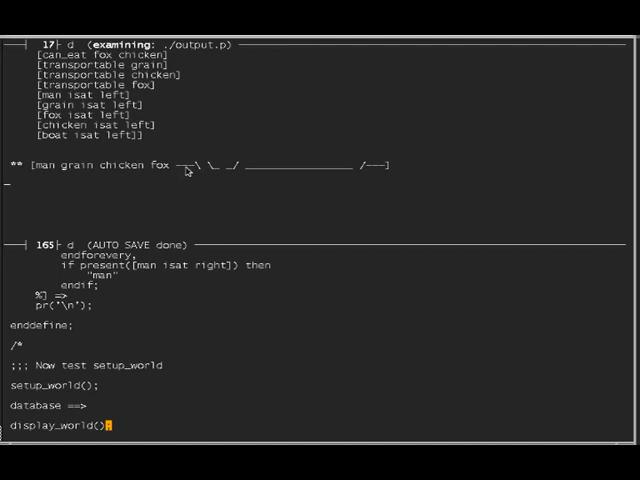 17 d (examining: ./output.p)
[can_eat fox chicken]
[transportable grain]
[transportable chicken]
[transportable fox]
[man isat left]
[grain isat left]
[fox isat left]
[chicken isat left]
[boat isat left]]
** [man grain chicken fox ---\ \_ _/ _________________ /---]
165 d (AUTO SAVE done)
endforevery,
if present([man isat right]) then
"man"
endif;
%] =>
pr('\n');
enddefine;
/*
;;; Now test setup_world
setup_world();
database ==>
display_world();